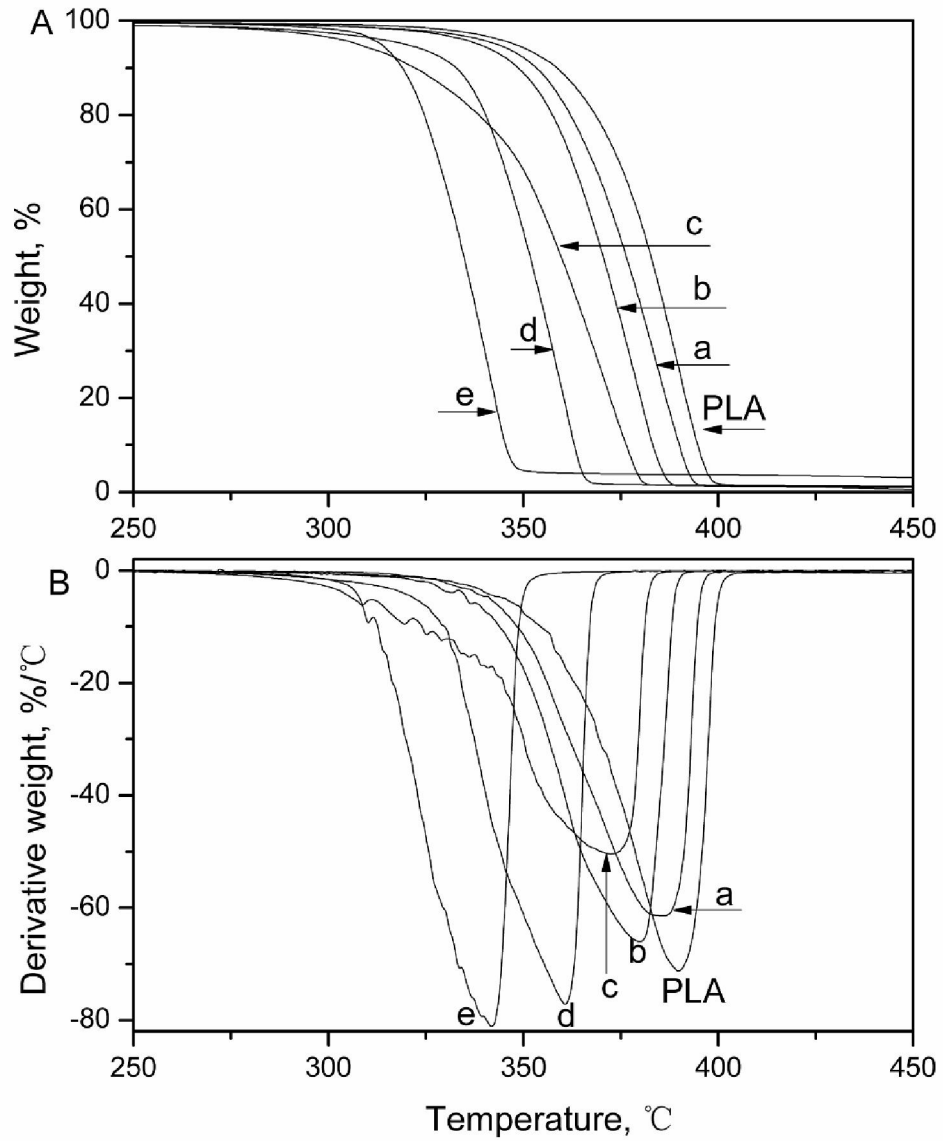 A
100
80
60
40
20
0
Weight, %
c
b
d
a
e
PLA
250 300 350 400 450
B
0
-20
-40
-60
-80
Derivative weight, %/℃
a
b
c
PLA
e
d
250 300 350 400 450
Temperature, ℃